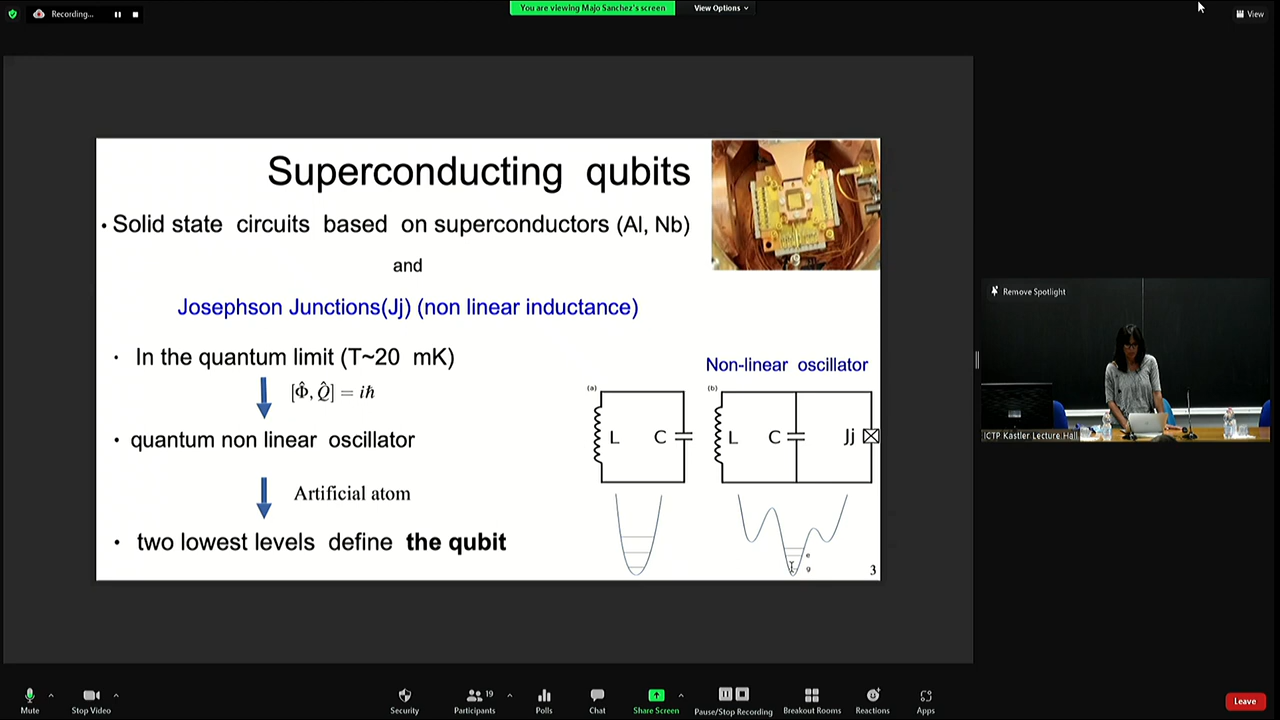 Recording...
You are viewing Majo Sanchez's screen
View Options
View
Superconducting qubits
• Solid state circuits based on superconductors (Al, Nb)
and
Josephson Junctions(Jj) (non linear inductance)
• In the quantum limit (T~20 mK)
[Φ̂, Q̂] = iħ
• quantum non linear oscillator
Artificial atom
• two lowest levels define the qubit
Non-linear oscillator
(a)
L C
(b)
L C Jj
e
g
3
Remove Spotlight
ICTP Kastler Lecture Hall
Mute
Stop Video
Security
Participants 19
Polls
Chat
Share Screen
Pause/Stop Recording
Breakout Rooms
Reactions
Apps
Leave